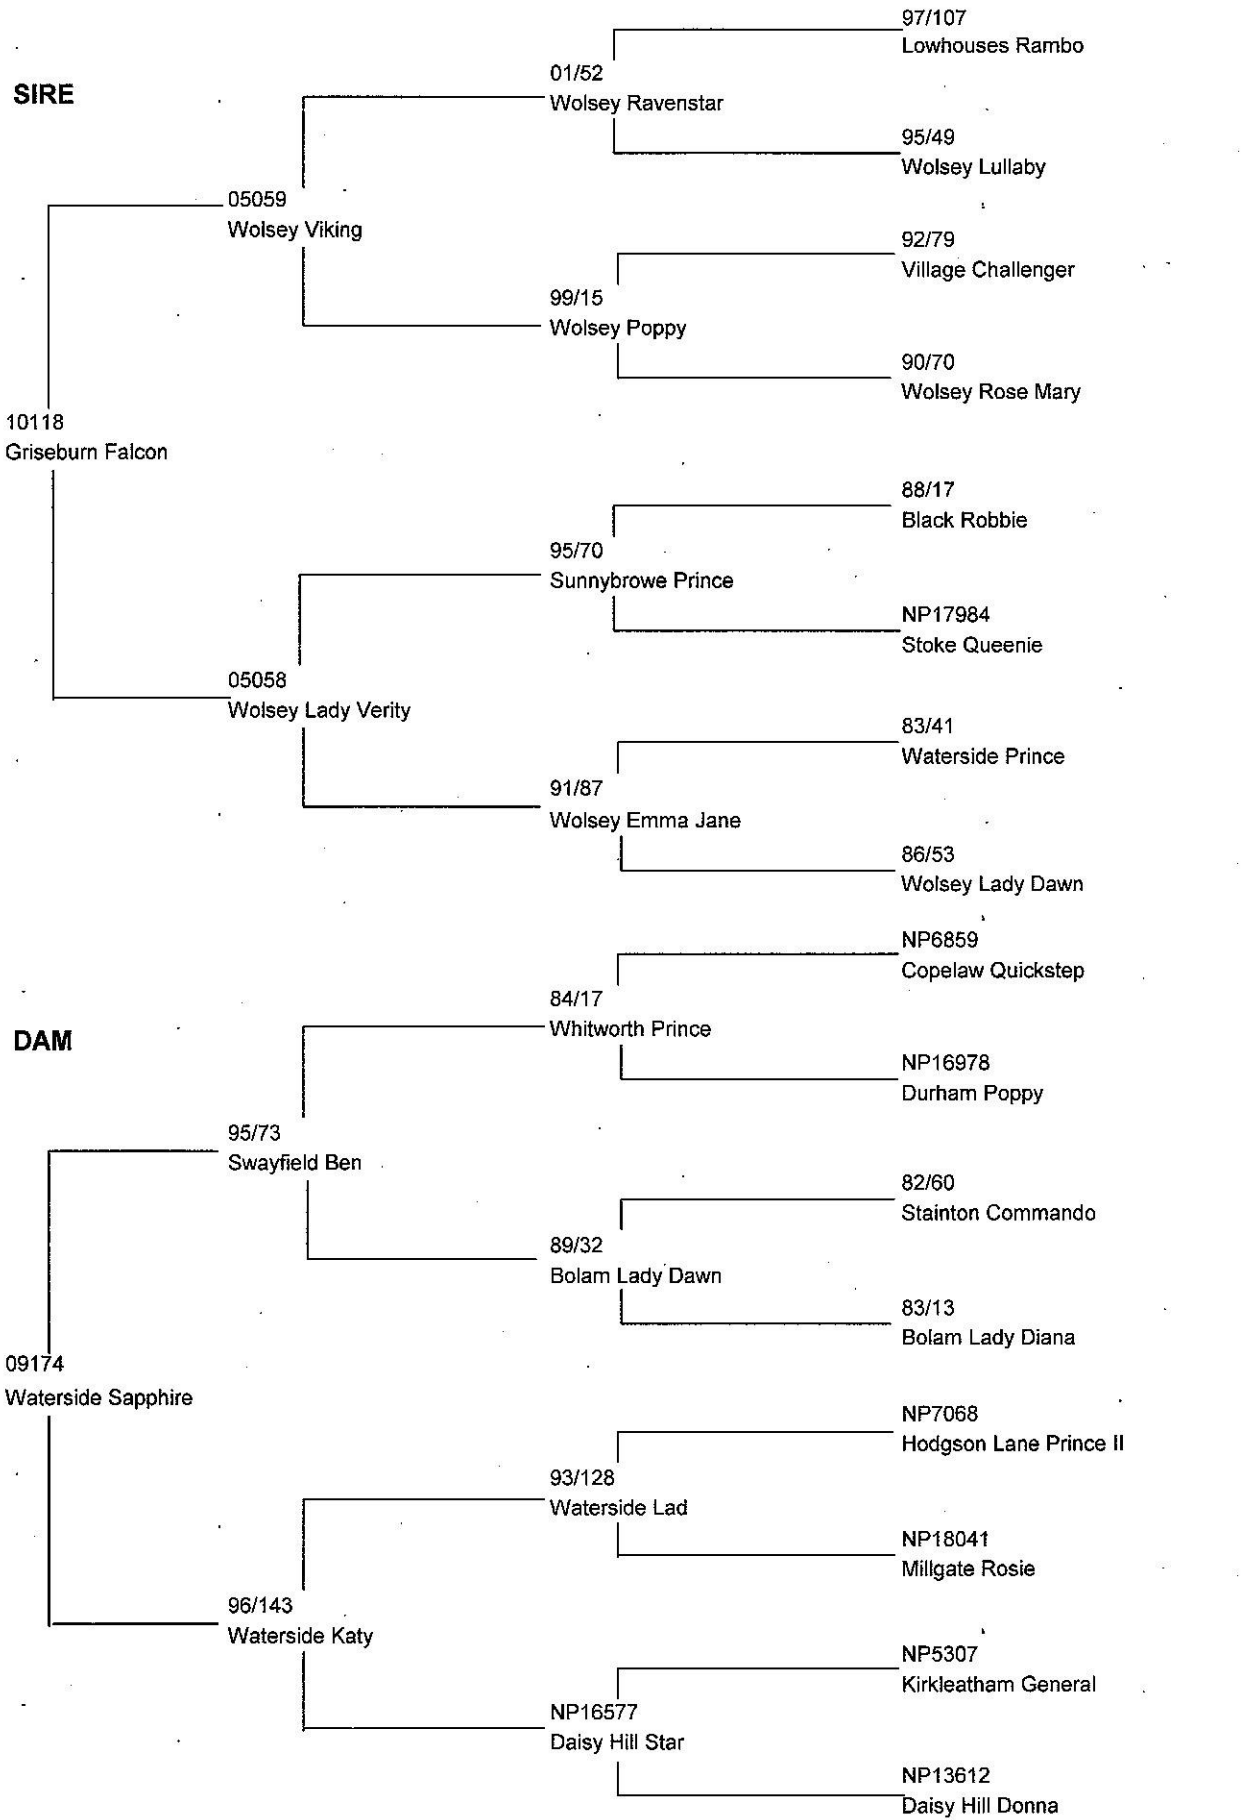 97/107
Lowhouses Rambo
01/52
Wolsey Ravenstar
SIRE
95/49
Wolsey Lullaby
05059
Wolsey Viking
92/79
Village Challenger
99/15
Wolsey Poppy
90/70
Wolsey Rose Mary
10118
Griseburn Falcon
88/17
Black Robbie
95/70
Sunnybrowe Prince
NP17984
Stoke Queenie
05058
Wolsey Lady Verity
83/41
Waterside Prince
91/87
Wolsey Emma Jane
86/53
Wolsey Lady Dawn
NP6859
Copelaw Quickstep
84/17
Whitworth Prince
DAM
NP16978
Durham Poppy
95/73
Swayfield Ben
82/60
Stainton Commando
89/32
Bolam Lady Dawn
83/13
Bolam Lady Diana
09174
Waterside Sapphire
NP7068
Hodgson Lane Prince II
93/128
Waterside Lad
NP18041
Millgate Rosie
96/143
Waterside Katy
NP5307
Kirkleatham General
NP16577
Daisy Hill Star
NP13612
Daisy Hill Donna